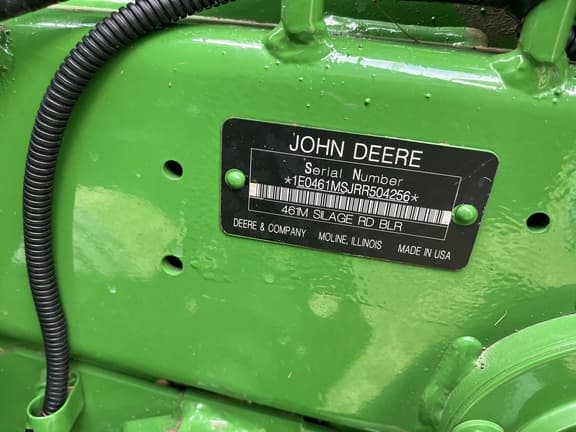 JOHN DEERE
Serial Number
*1E0461MSJRR504256*
461M SILAGE RD BLR
DEERE & COMPANY MOLINE, ILLINOIS MADE IN USA